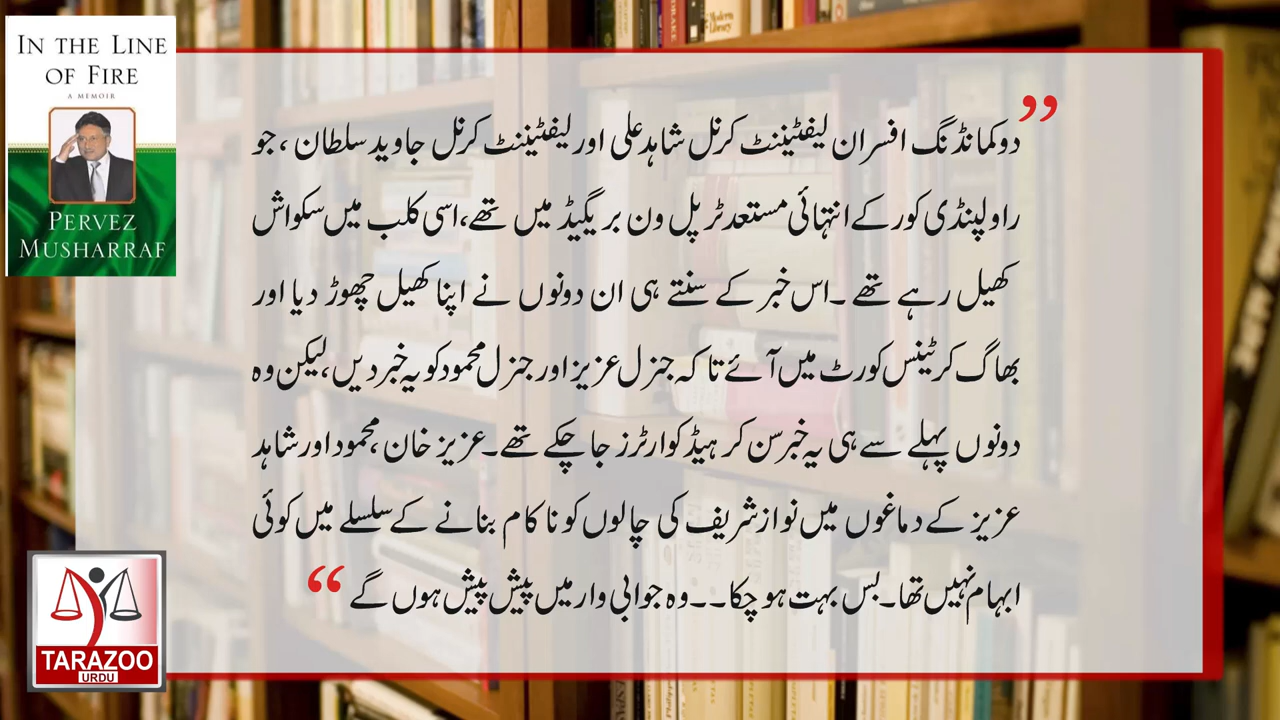 IN THE LINE
OF FIRE
A MEMOIR
PERVEZ
MUSHARRAF
”دو کمانڈنگ افسران لیفٹیننٹ کرنل شاہد علی اور لیفٹیننٹ کرنل جاوید سلطان ، جو
راولپنڈی کور کے انتہائی مستعد ٹرپل ون بریگیڈ میں تھے، اسی کلب میں سکواش
کھیل رہے تھے ۔ اس خبر کے سنتے ہی ان دونوں نے اپنا کھیل چھوڑ دیا اور
بھاگ کر ٹینس کورٹ میں آئے تاکہ جنرل عزیز اور جنرل محمود کو یہ خبر دیں، لیکن وہ
دونوں پہلے سے ہی یہ خبر سن کر ہیڈ کوارٹرز جا چکے تھے۔ عزیز خان، محمود اور شاہد
عزیز کے دماغوں میں نواز شریف کی چالوں کو ناکام بنانے کے سلسلے میں کوئی
ابہام نہیں تھا۔ بس بہت ہو چکا۔۔ وہ جوابی وار میں پیش پیش ہوں گے “
TARAZOO
URDU